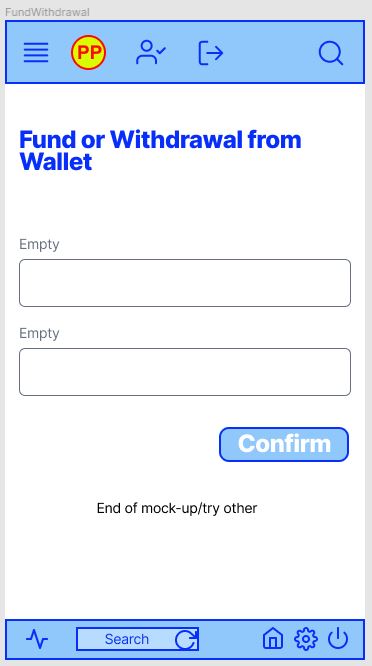 FundWithdrawal
PP
Fund or Withdrawal from
Wallet
Empty
Empty
Confirm
End of mock-up/try other
Search